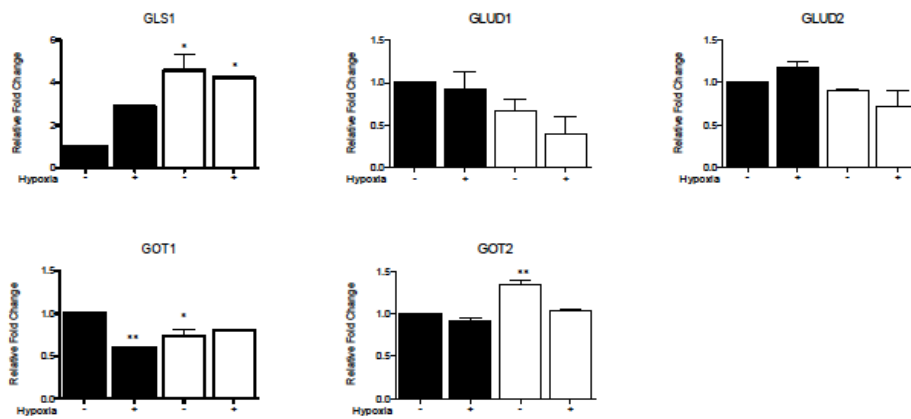 GLS1
Relative Fold Change
6
4
2
0
* *
Hypoxia - + - +
GLUD1
Relative Fold Change
1.5
1.0
0.5
0.0
Hypoxia - + - +
GLUD2
Relative Fold Change
1.5
1.0
0.5
0.0
Hypoxia - + - +
GOT1
Relative Fold Change
1.5
1.0
0.5
0.0
** *
Hypoxia - + - +
GOT2
Relative Fold Change
1.5
1.0
0.5
0.0
**
Hypoxia - + - +